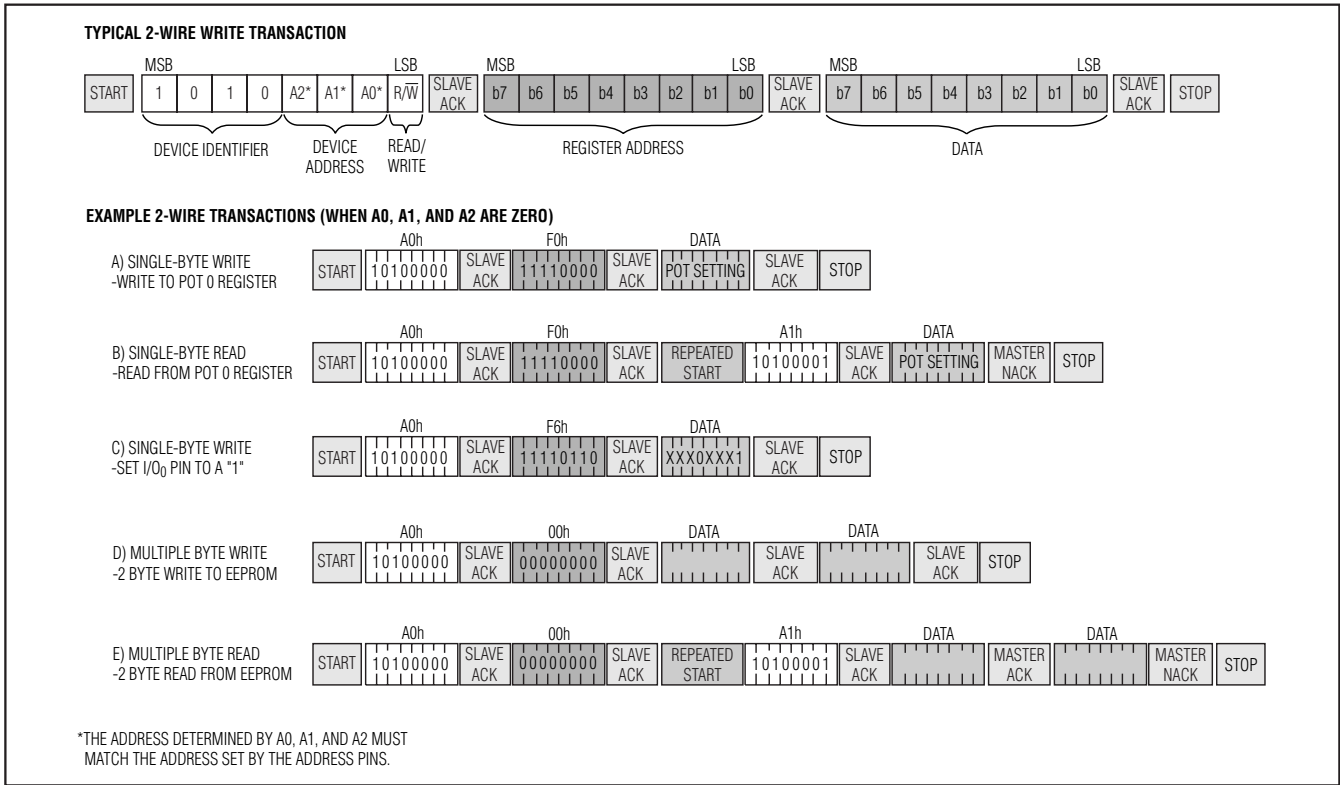 TYPICAL 2-WIRE WRITE TRANSACTION
MSB LSB MSB LSB MSB LSB
START 1 0 1 0 A2* A1* A0* R/W̅ SLAVE ACK b7 b6 b5 b4 b3 b2 b1 b0 SLAVE ACK b7 b6 b5 b4 b3 b2 b1 b0 SLAVE ACK STOP
DEVICE IDENTIFIER DEVICE ADDRESS READ/WRITE REGISTER ADDRESS DATA
EXAMPLE 2-WIRE TRANSACTIONS (WHEN A0, A1, AND A2 ARE ZERO)
A0h F0h DATA
A) SINGLE-BYTE WRITE
-WRITE TO POT 0 REGISTER
START 10100000 SLAVE ACK 11110000 SLAVE ACK POT SETTING SLAVE ACK STOP
A0h F0h A1h DATA
B) SINGLE-BYTE READ
-READ FROM POT 0 REGISTER
START 10100000 SLAVE ACK 11110000 SLAVE ACK REPEATED START 10100001 SLAVE ACK POT SETTING MASTER NACK STOP
A0h F6h DATA
C) SINGLE-BYTE WRITE
-SET I/O0 PIN TO A "1"
START 10100000 SLAVE ACK 11110110 SLAVE ACK XXX0XXX1 SLAVE ACK STOP
A0h 00h DATA DATA
D) MULTIPLE BYTE WRITE
-2 BYTE WRITE TO EEPROM
START 10100000 SLAVE ACK 00000000 SLAVE ACK SLAVE ACK SLAVE ACK STOP
A0h 00h A1h DATA DATA
E) MULTIPLE BYTE READ
-2 BYTE READ FROM EEPROM
START 10100000 SLAVE ACK 00000000 SLAVE ACK REPEATED START 10100001 SLAVE ACK MASTER ACK MASTER NACK STOP
*THE ADDRESS DETERMINED BY A0, A1, AND A2 MUST
MATCH THE ADDRESS SET BY THE ADDRESS PINS.